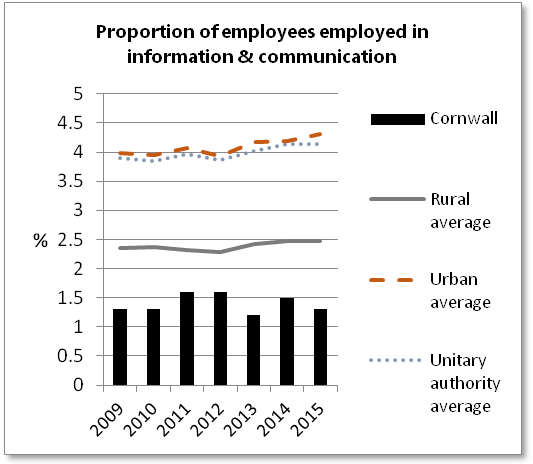 Proportion of employees employed in
information & communication
5
4.5
4
3.5
3
2.5
2
1.5
1
0.5
0
%
2009
2010
2011
2012
2013
2014
2015
Cornwall
Rural
average
Urban
average
Unitary
authority
average